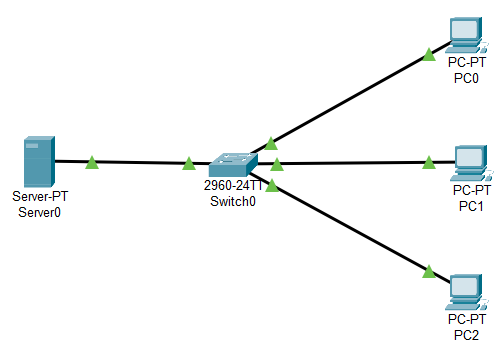 PC-PT
PC0
Server-PT
Server0
2960-24TT
Switch0
PC-PT
PC1
PC-PT
PC2